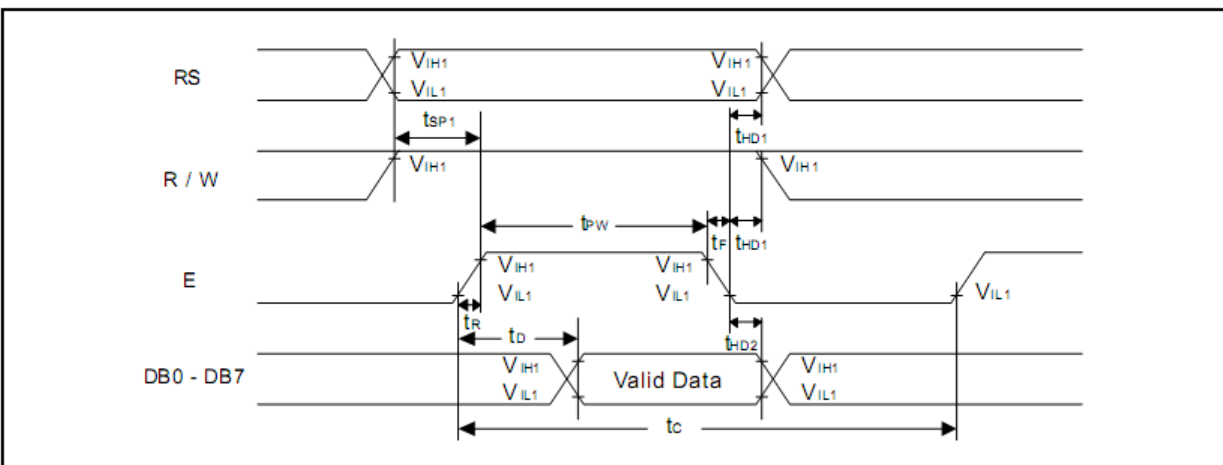 RS
VIH1 VIH1
VIL1 VIL1
tSP1 tHD1
R / W VIH1 VIH1
tPW
tF tHD1
E VIH1 VIH1
VIL1 VIL1 VIL1
tR tD tHD2
DB0 - DB7 VIH1 Valid Data VIH1
VIL1 VIL1
tC